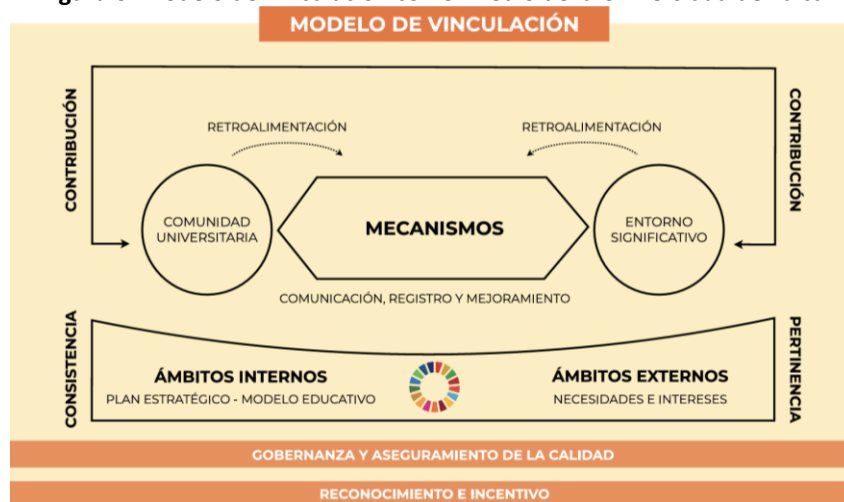 MODELO DE VINCULACIÓN
CONTRIBUCIÓN
CONTRIBUCIÓN
RETROALIMENTACIÓN
RETROALIMENTACIÓN
COMUNIDAD
UNIVERSITARIA
MECANISMOS
ENTORNO
SIGNIFICATIVO
COMUNICACIÓN, REGISTRO Y MEJORAMIENTO
CONSISTENCIA
PERTINENCIA
ÁMBITOS INTERNOS
PLAN ESTRATÉGICO - MODELO EDUCATIVO
ÁMBITOS EXTERNOS
NECESIDADES E INTERESES
GOBERNANZA Y ASEGURAMIENTO DE LA CALIDAD
RECONOCIMIENTO E INCENTIVO